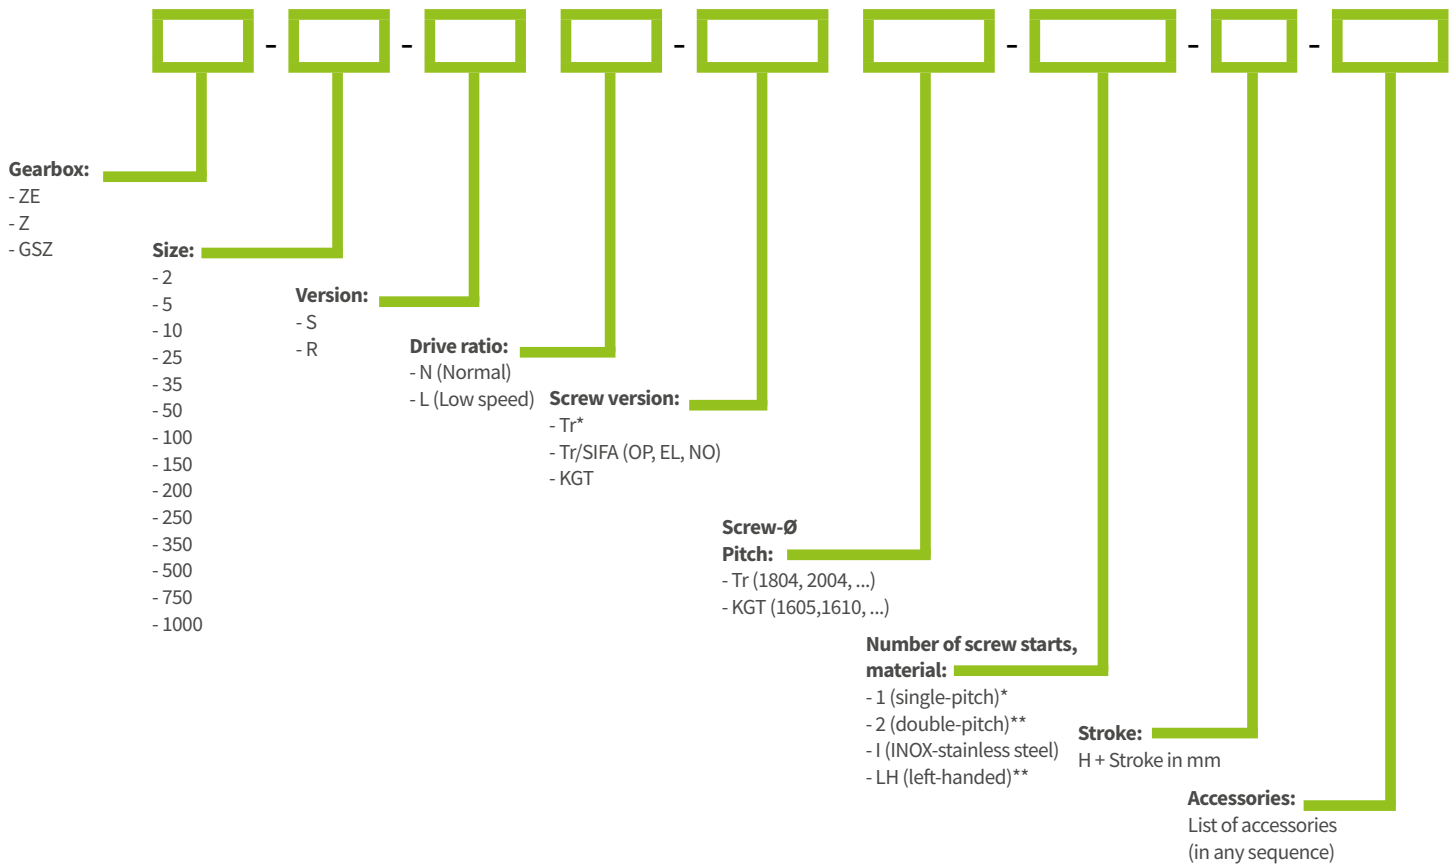 - - - - - -
Gearbox:
- ZE
- Z
- GSZ
Size:
- 2
- 5
- 10
- 25
- 35
- 50
- 100
- 150
- 200
- 250
- 350
- 500
- 750
- 1000
Version:
- S
- R
Drive ratio:
- N (Normal)
- L (Low speed)
Screw version:
- Tr*
- Tr/SIFA (OP, EL, NO)
- KGT
Screw-Ø
Pitch:
- Tr (1804, 2004, ...)
- KGT (1605,1610, ...)
Number of screw starts,
material:
- 1 (single-pitch)*
- 2 (double-pitch)**
- I (INOX-stainless steel)
- LH (left-handed)**
Stroke:
H + Stroke in mm
Accessories:
List of accessories
(in any sequence)